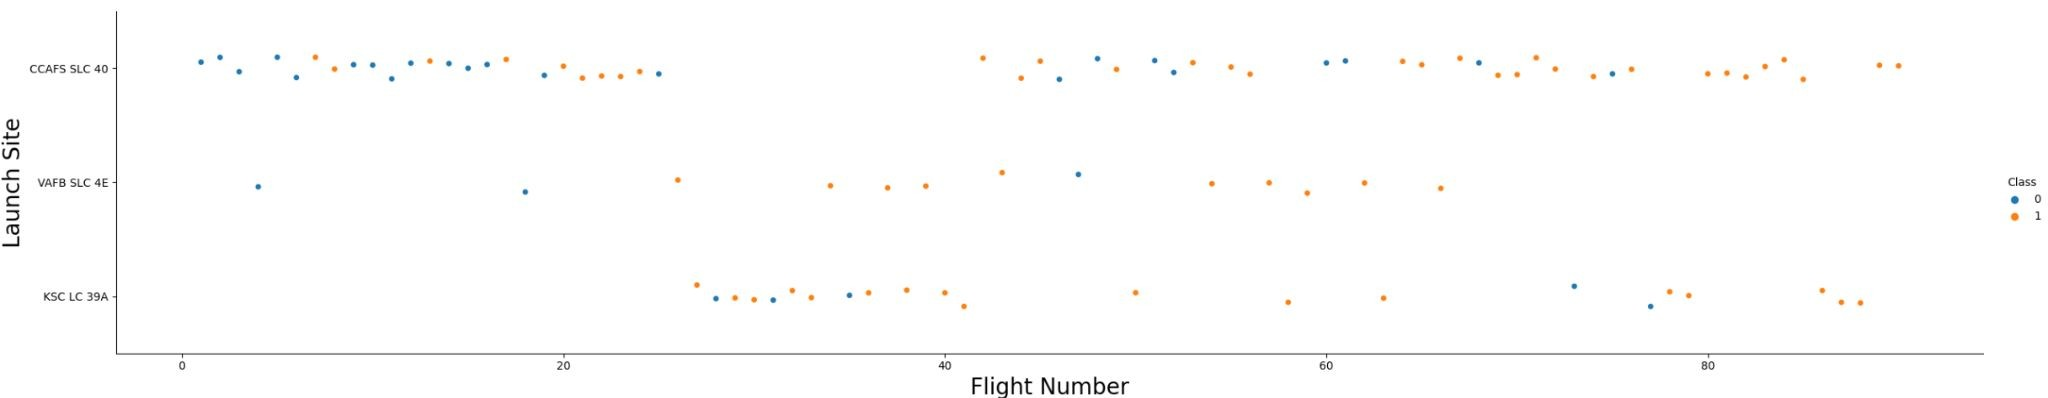 CCAFS SLC 40
VAFB SLC 4E
KSC LC 39A
Launch Site
0 20 40 60 80
Flight Number
Class
0
1